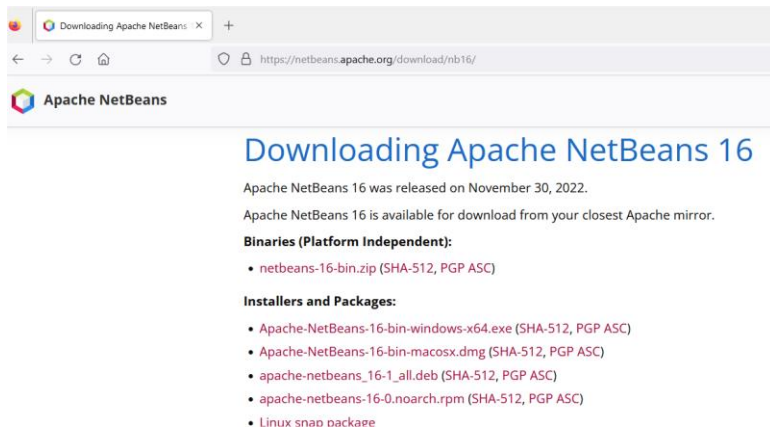 Downloading Apache NetBeans
https://netbeans.apache.org/download/nb16/
Apache NetBeans
Downloading Apache NetBeans 16
Apache NetBeans 16 was released on November 30, 2022.
Apache NetBeans 16 is available for download from your closest Apache mirror.
Binaries (Platform Independent):
• netbeans-16-bin.zip (SHA-512, PGP ASC)
Installers and Packages:
• Apache-NetBeans-16-bin-windows-x64.exe (SHA-512, PGP ASC)
• Apache-NetBeans-16-bin-macosx.dmg (SHA-512, PGP ASC)
• apache-netbeans_16-1_all.deb (SHA-512, PGP ASC)
• apache-netbeans-16-0.noarch.rpm (SHA-512, PGP ASC)
• Linux snap package